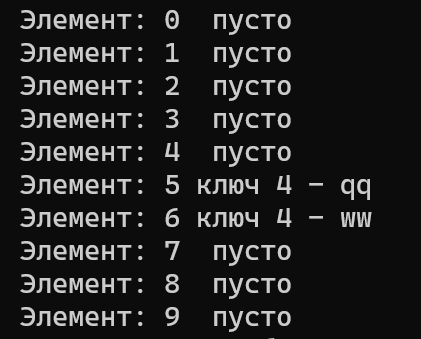 Элемент: 0  пусто
Элемент: 1  пусто
Элемент: 2  пусто
Элемент: 3  пусто
Элемент: 4  пусто
Элемент: 5 ключ 4 - qq
Элемент: 6 ключ 4 - ww
Элемент: 7  пусто
Элемент: 8  пусто
Элемент: 9  пусто